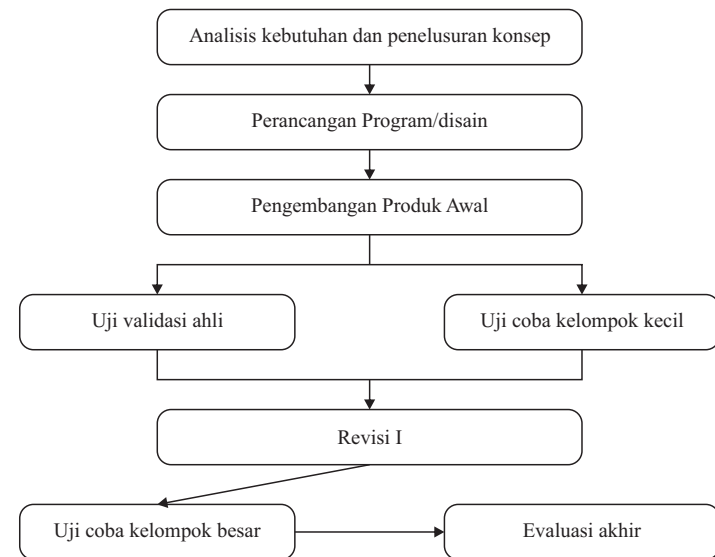 Analisis kebutuhan dan penelusuran konsep
Perancangan Program/disain
Pengembangan Produk Awal
Uji validasi ahli
Uji coba kelompok kecil
Revisi I
Uji coba kelompok besar
Evaluasi akhir